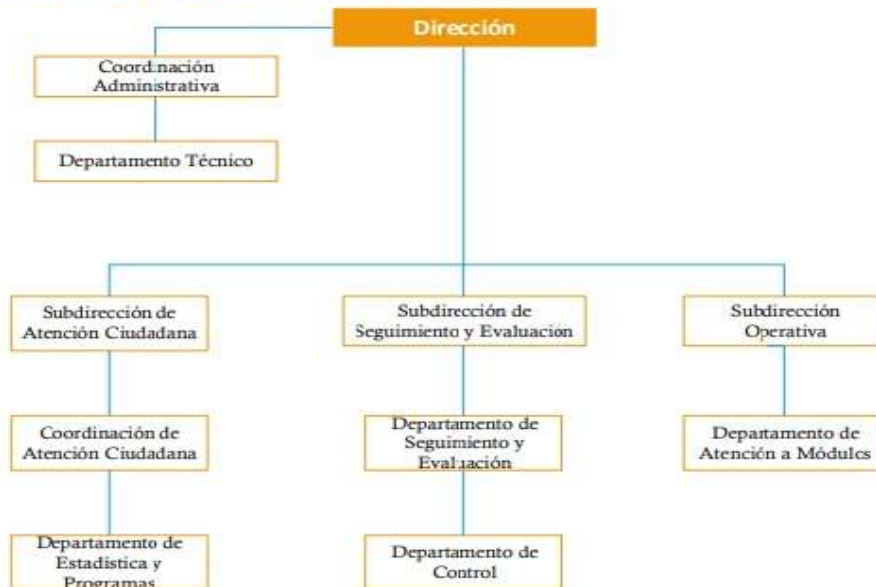 Dirección
Coordinación
Administrativa
Departamento Técnico
Subdirección de
Atención Ciudadana
Subdirección de
Seguimiento y Evaluación
Subdirección
Operativa
Coordinación de
Atención Ciudadana
Departamento de
Seguimiento y
Evaluación
Departamento de
Atención a Módulos
Departamento de
Estadística y
Programas
Departamento de
Control